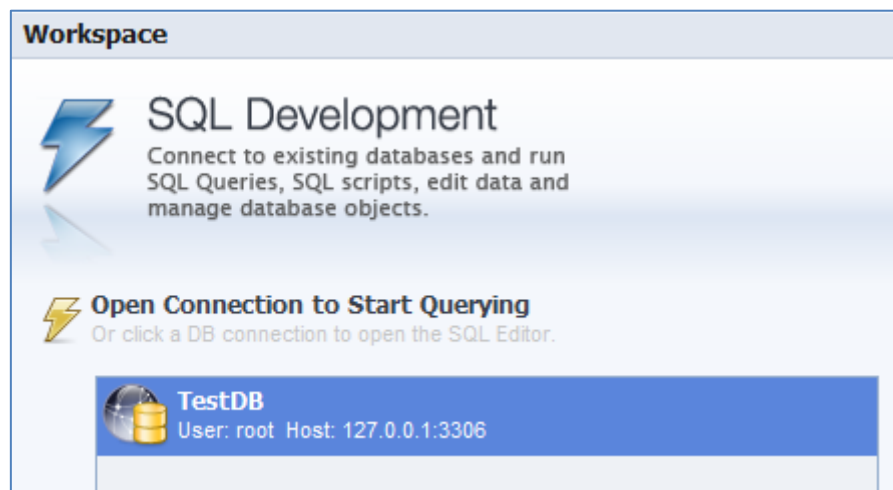 Workspace
SQL Development
Connect to existing databases and run
SQL Queries, SQL scripts, edit data and
manage database objects.
Open Connection to Start Querying
Or click a DB connection to open the SQL Editor.
TestDB
User: root Host: 127.0.0.1:3306